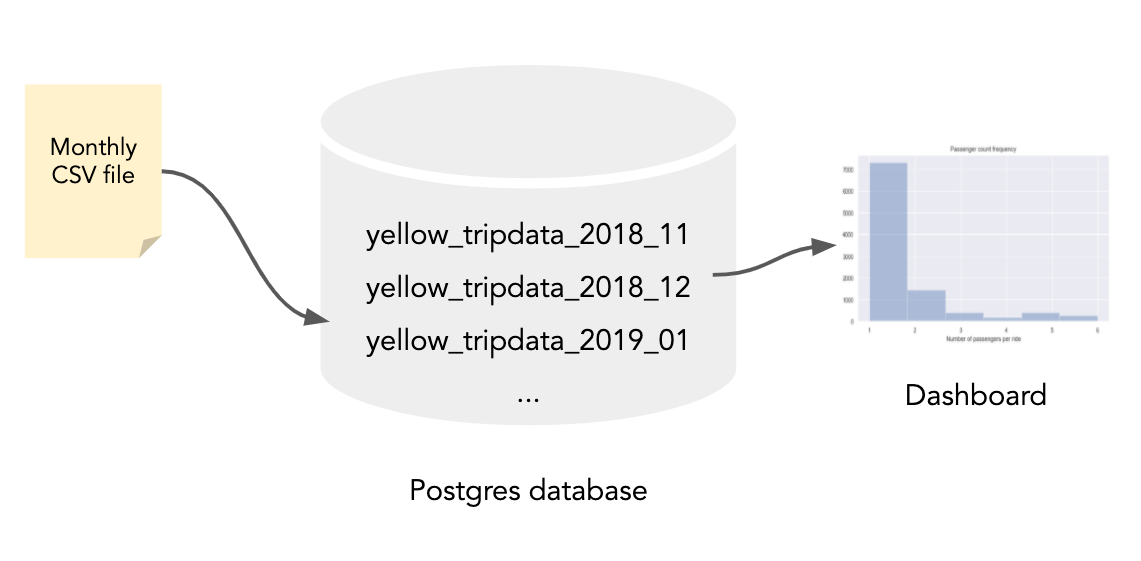 Monthly
CSV file
yellow_tripdata_2018_11
yellow_tripdata_2018_12
yellow_tripdata_2019_01
...
Postgres database
Passenger count frequency
7000
6000
5000
4000
3000
2000
1000
0
1 2 3 4 5 6
Number of passengers per ride
Dashboard